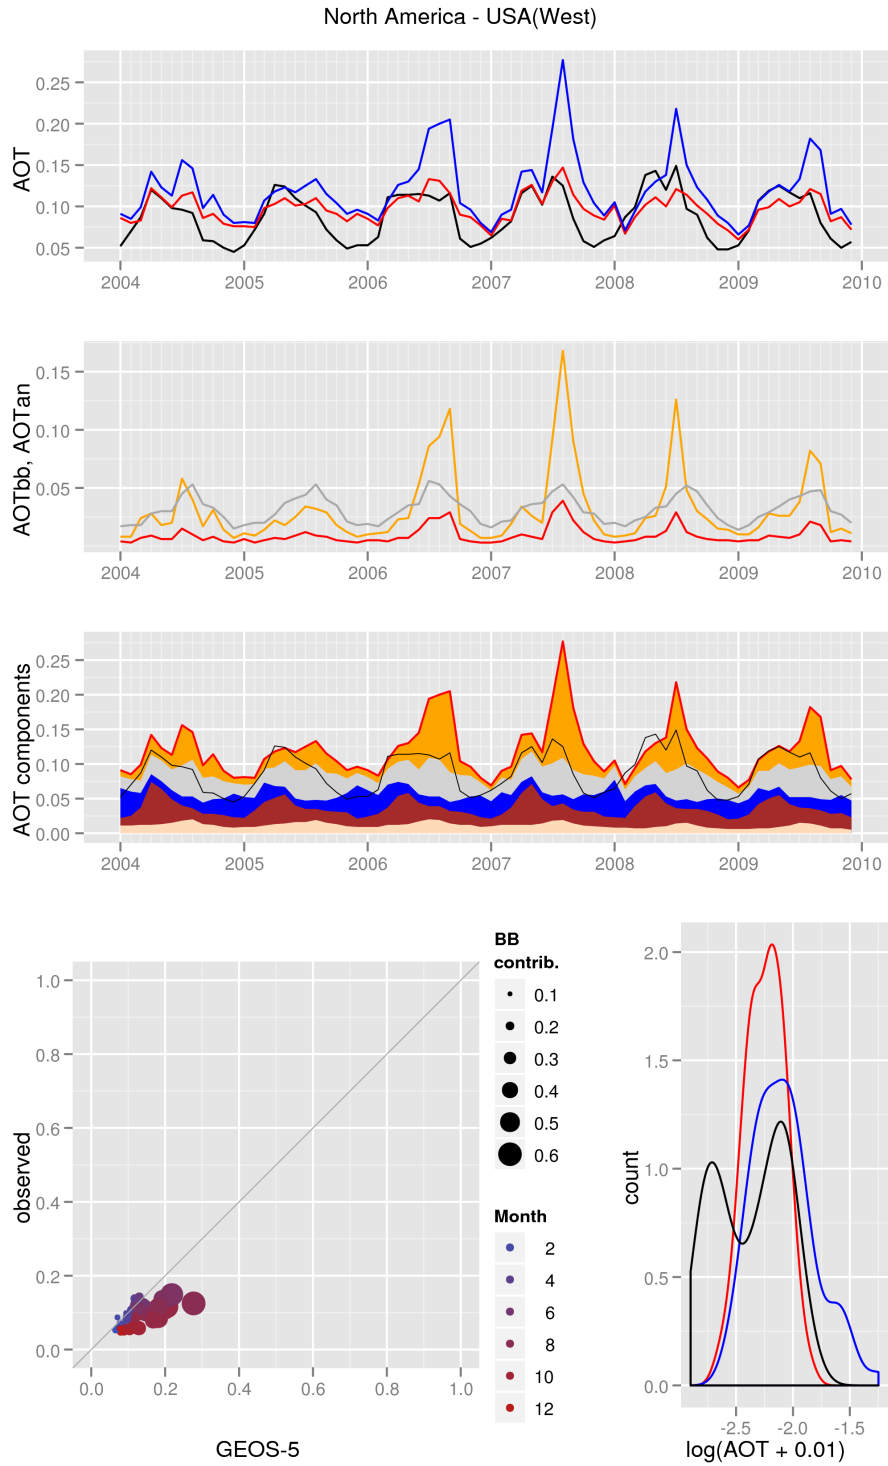 North America - USA(West)
AOT
0.25
0.20
0.15
0.10
0.05
2004 2005 2006 2007 2008 2009 2010
AOTbb, AOTan
0.15
0.10
0.05
2004 2005 2006 2007 2008 2009 2010
AOT components
0.25
0.20
0.15
0.10
0.05
0.00
2004 2005 2006 2007 2008 2009 2010
observed
1.0
0.8
0.6
0.4
0.2
0.0
0.0 0.2 0.4 0.6 0.8 1.0
GEOS-5
BB
contrib.
0.1
0.2
0.3
0.4
0.5
0.6
Month
2
4
6
8
10
12
count
2.0
1.5
1.0
0.5
0.0
-2.5 -2.0 -1.5
log(AOT + 0.01)